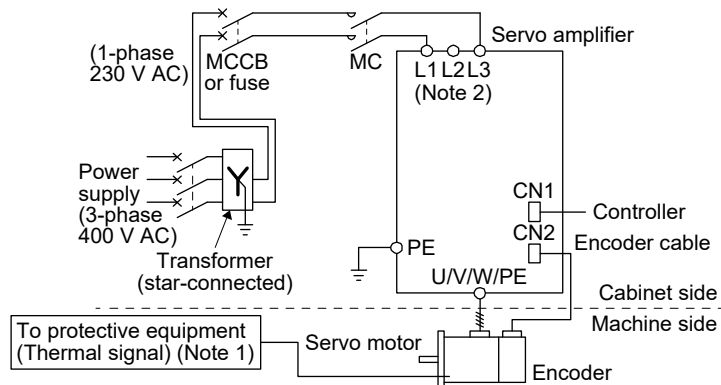 (1-phase
230 V AC)
MCCB
or fuse
MC
Servo amplifier
L1 L2 L3
(Note 2)
Power
supply
(3-phase
400 V AC)
Transformer
(star-connected)
CN1
Controller
CN2
Encoder cable
PE
U/V/W/PE
Cabinet side
Machine side
To protective equipment
(Thermal signal) (Note 1)
Servo motor
Encoder